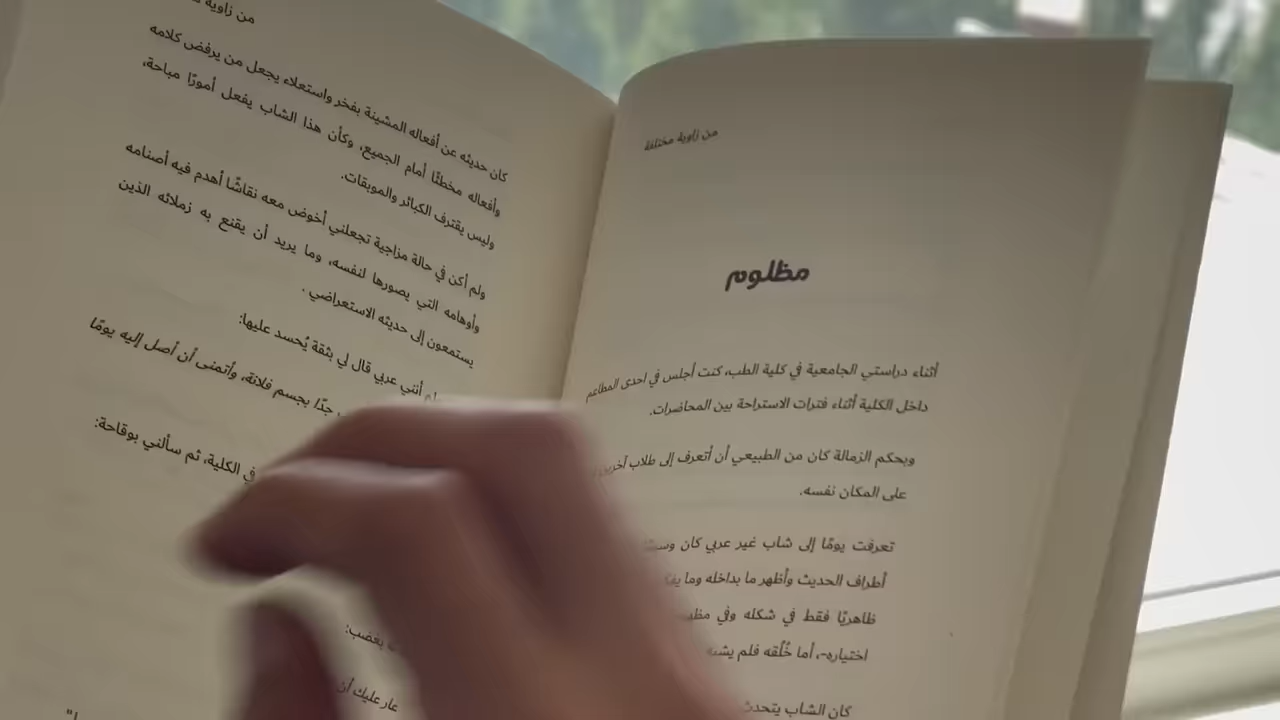 من زاوية مختلفة
مظلوم
أثناء دراستي الجامعية في كلية الطب، كنت أجلس في احدى المطاعم
داخل الكلية أثناء فترات الاستراحة بين المحاضرات.
وبحكم الزمالة كان من الطبيعي أن أتعرف إلى طلاب آخرين
على المكان نفسه.
تعرفت يومًا إلى شاب غير عربي كان
أطراف الحديث وأظهر ما بداخله وما
ظاهريًا فقط في شكله وفي
اختياره-، أما خُلُقه فلم
كان الشاب يتحدث
من زاوية
كان حديثه عن أفعاله المشينة بفخر واستعلاء يجعل من يرفض كلامه
وأفعاله مخطئًا أمام الجميع، وكأن هذا الشاب يفعل أمورًا مباحة،
وليس يقترف الكبائر والموبقات.
ولم أكن في حالة مزاجية تجعلني أخوض معه نقاشًا أهدم فيه أصنامه
وأوهامه التي يصورها لنفسه، وما يريد أن يقنع به زملائه الذين
يستمعون إلى حديثه الاستعراضي .
أنني عربي قال لي بثقة يُحسد عليها:
جدًا بجسم فلانة، وأتمنى أن أصل إليه يومًا
في الكلية، ثم سألني بوقاحة:
بغضب:
عار عليك أن